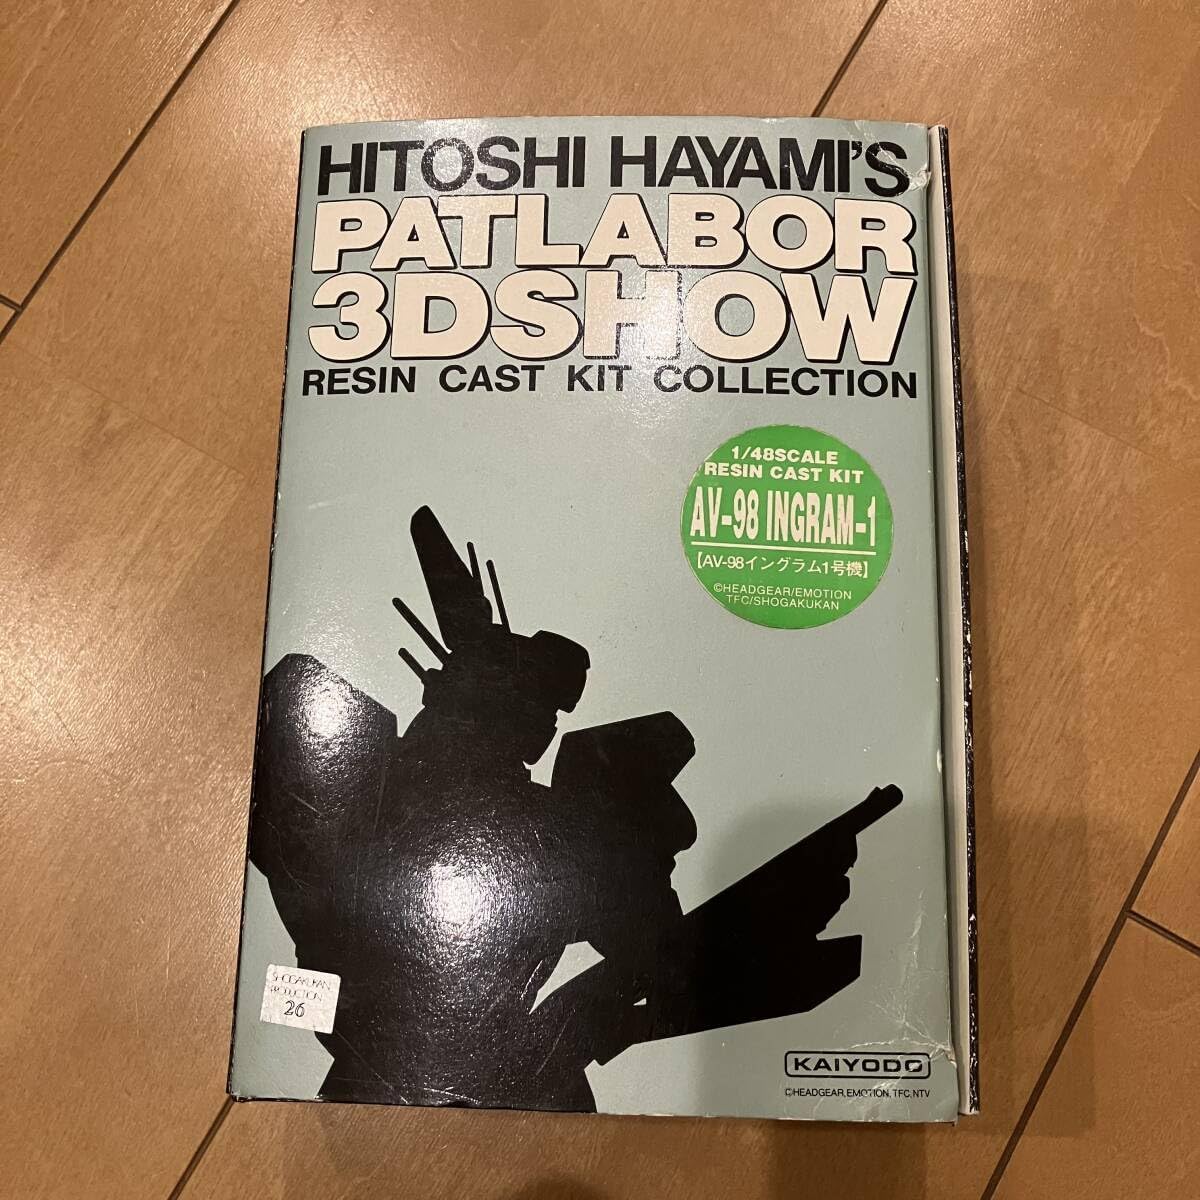 HITOSHI HAYAMI'S
PATLABOR
3DSHOW
RESIN CAST KIT COLLECTION
1/48SCALE
RESIN CAST KIT
AV-98 INGRAM-1
【AV-98イングラム1号機】
©HEADGEAR/EMOTION
TFC/SHOGAKUKAN
SHOGAKUKAN
PRODUCTION
26
KAIYODO
©HEADGEAR, EMOTION, TFC, NTV